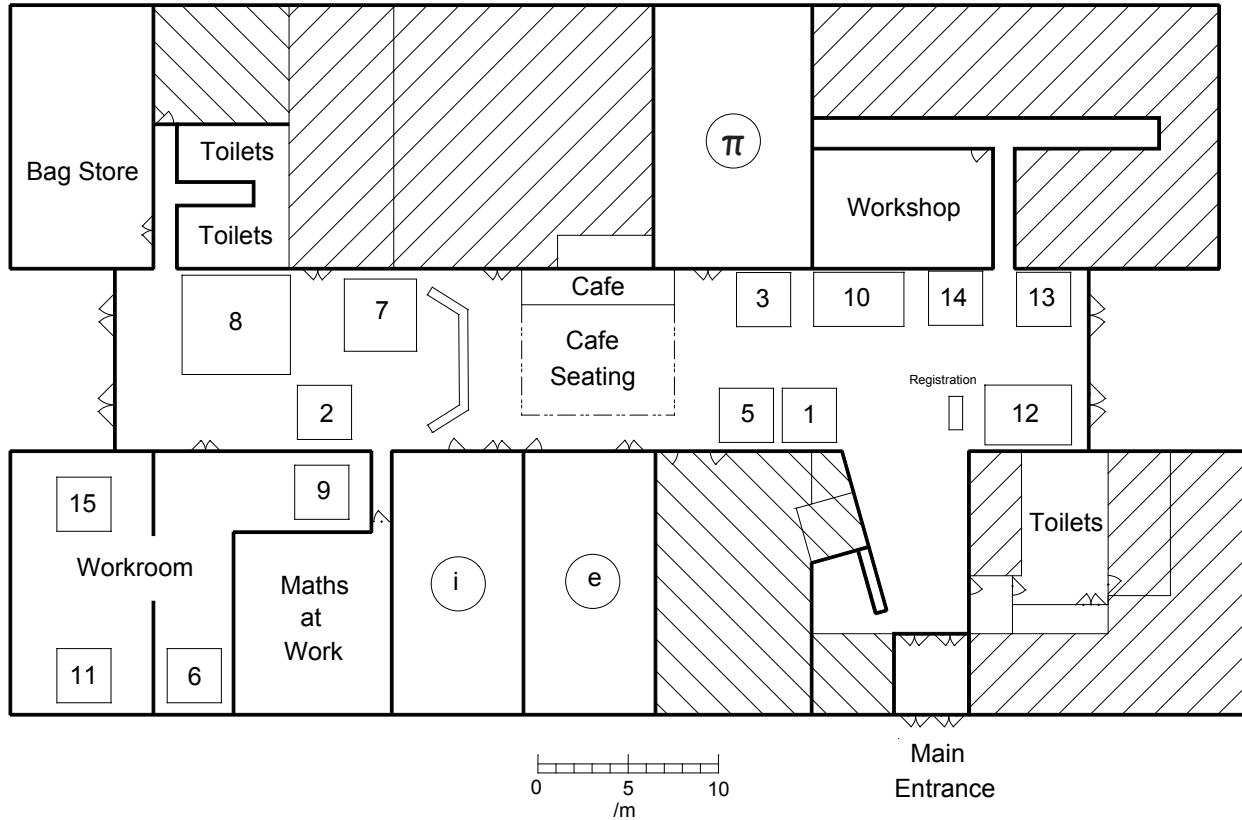 π
Toilets
Bag Store
Workshop
Toilets
Cafe
3
10
14
13
8
7
Cafe
Seating
Registration
2
5
1
12
9
15
Toilets
Workroom
i
e
Maths
at
Work
11
6
Main
Entrance
0
5
10
/m